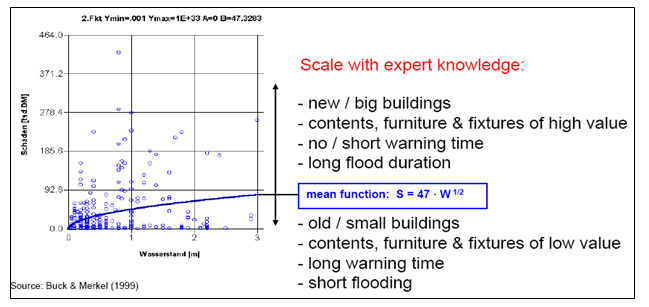 2.Fkt Ymin=.001 Ymax=1E+33 A=0 B=47.3283
464.0
371.2
278.4
185.6
92.8
0.0
0
1
2
3
Schaden [tsd.DM]
Wasserstand [m]
Scale with expert knowledge:
- new / big buildings
- contents, furniture & fixtures of high value
- no / short warning time
- long flood duration
mean function: S = 47 · W 1/2
- old / small buildings
- contents, furniture & fixtures of low value
- long warning time
- short flooding
Source: Buck & Merkel (1999)